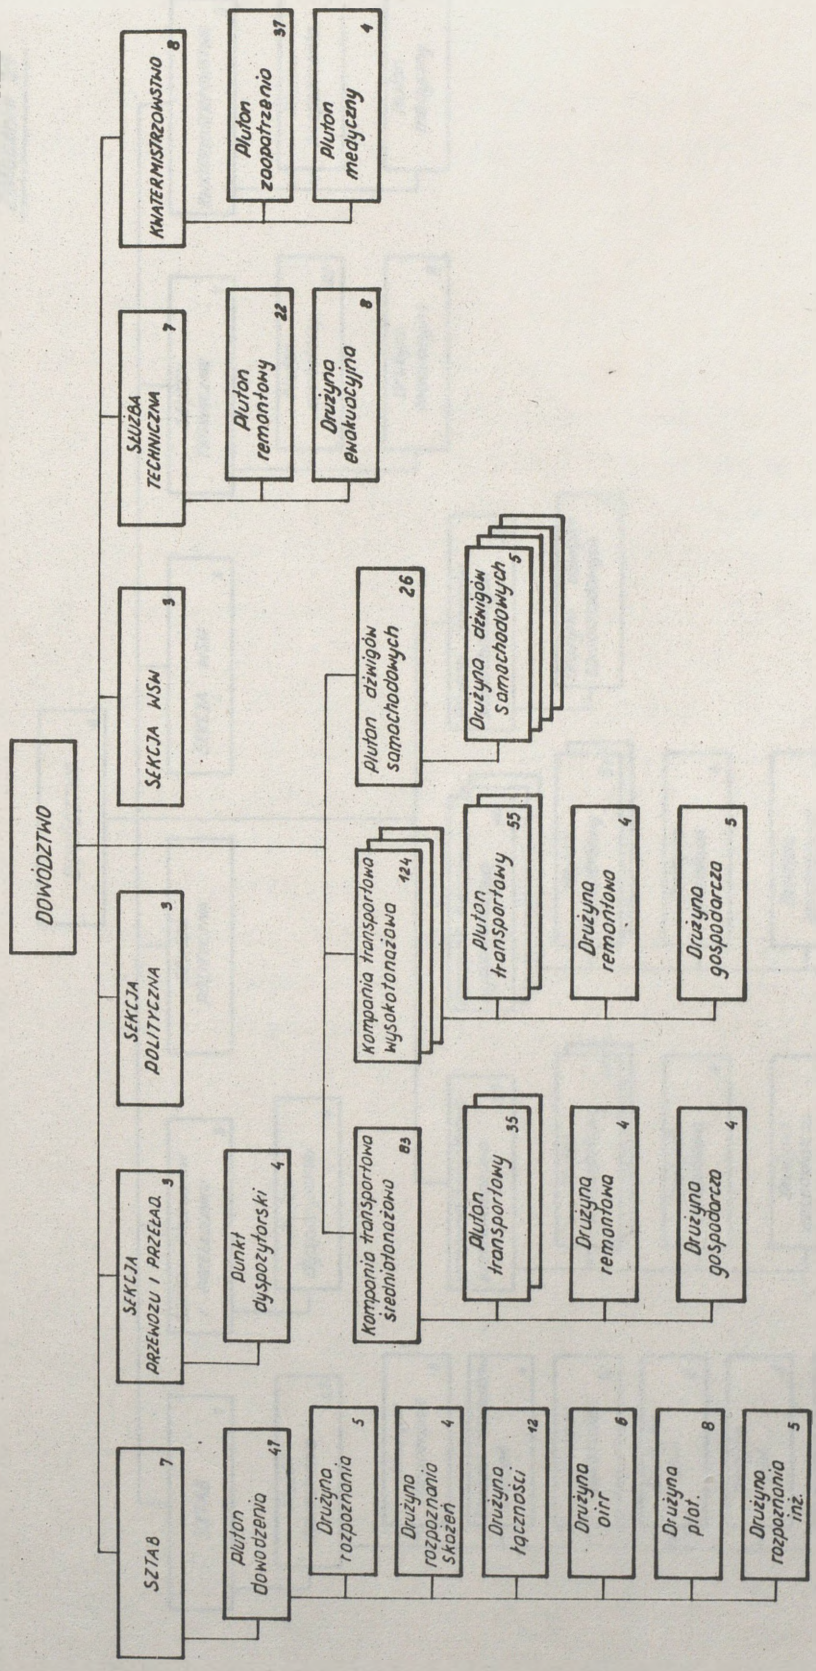 DOWÓDZTWO
SZTAB
7
Pluton
dowodzenia
47
Drużyna
rozpoznania
5
Drużyna
rozpoznania
skażeń
4
Drużyna
łączności
12
Drużyna
oirr
6
Drużyna
plot.
8
Drużyna
rozpoznania
inż.
5
SEKCJA
PRZEWOZU I PRZEŁAD.
3
Punkt
dyspozytorski
4
SEKCJA
POLITYCZNA
3
SEKCJA WSW
3
SŁUŻBA
TECHNICZNA
7
Pluton
remontowy
22
Drużyna
ewakuacyjna
8
KWATERMISTRZOWSTWO
8
Pluton
zaopatrzenia
37
Pluton
medyczny
4
Kompania transportowa
średniotonażowa
83
Pluton
transportowy
35
Drużyna
remontowa
4
Drużyna
gospodarcza
4
Kompania transportowa
wysokotonażowa
124
Pluton
transportowy
55
Drużyna
remontowa
4
Drużyna
gospodarcza
5
Pluton dźwigów
samochodowych
26
Drużyna dźwigów
samochodowych
5